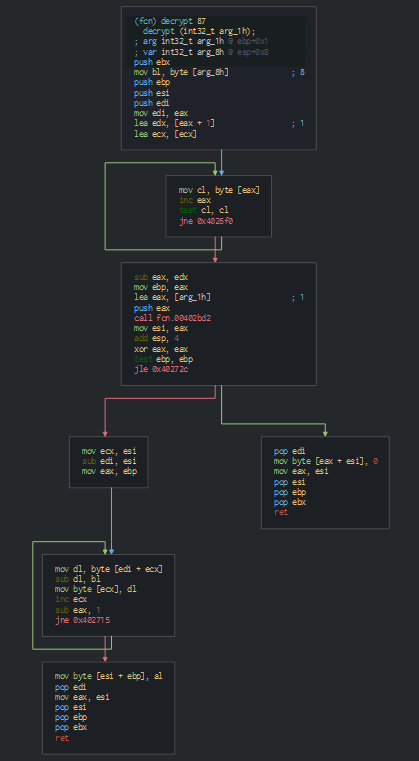 (fcn) decrypt 87
decrypt (int32_t arg_1h);
; arg int32_t arg_1h @ ebp+0x1
; var int32_t arg_8h @ esp+0x8
push ebx
mov bl, byte [arg_8h] ; 8
push ebp
push esi
push edi
mov edi, eax
lea edx, [eax + 1] ; 1
lea ecx, [ecx]
mov cl, byte [eax]
inc eax
test cl, cl
jne 0x4026f0
sub eax, edx
mov ebp, eax
lea eax, [arg_1h] ; 1
push eax
call fcn.00402bd2
mov esi, eax
add esp, 4
xor eax, eax
test ebp, ebp
jle 0x40272c
mov ecx, esi
sub edi, esi
mov eax, ebp
pop edi
mov byte [eax + esi], 0
mov eax, esi
pop esi
pop ebp
pop ebx
ret
mov dl, byte [edi + ecx]
sub dl, bl
mov byte [ecx], dl
inc ecx
sub eax, 1
jne 0x402715
mov byte [esi + ebp], al
pop edi
mov eax, esi
pop esi
pop ebp
pop ebx
ret